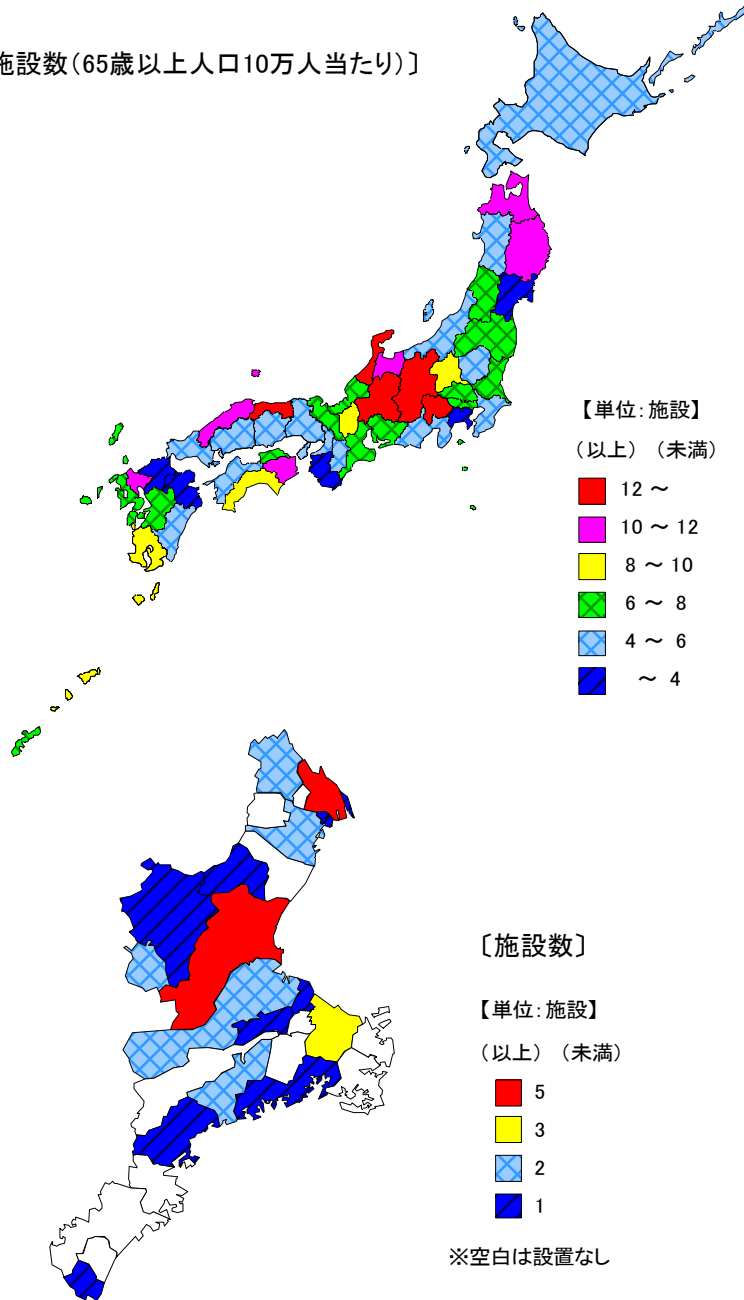 施設数(65歳以上人口10万人当たり)〕
【単位:施設】
(以上) (未満)
12 ～
10 ～ 12
8 ～ 10
6 ～ 8
4 ～ 6
～ 4
〔施設数〕
【単位:施設】
(以上) (未満)
5
3
2
1
※空白は設置なし